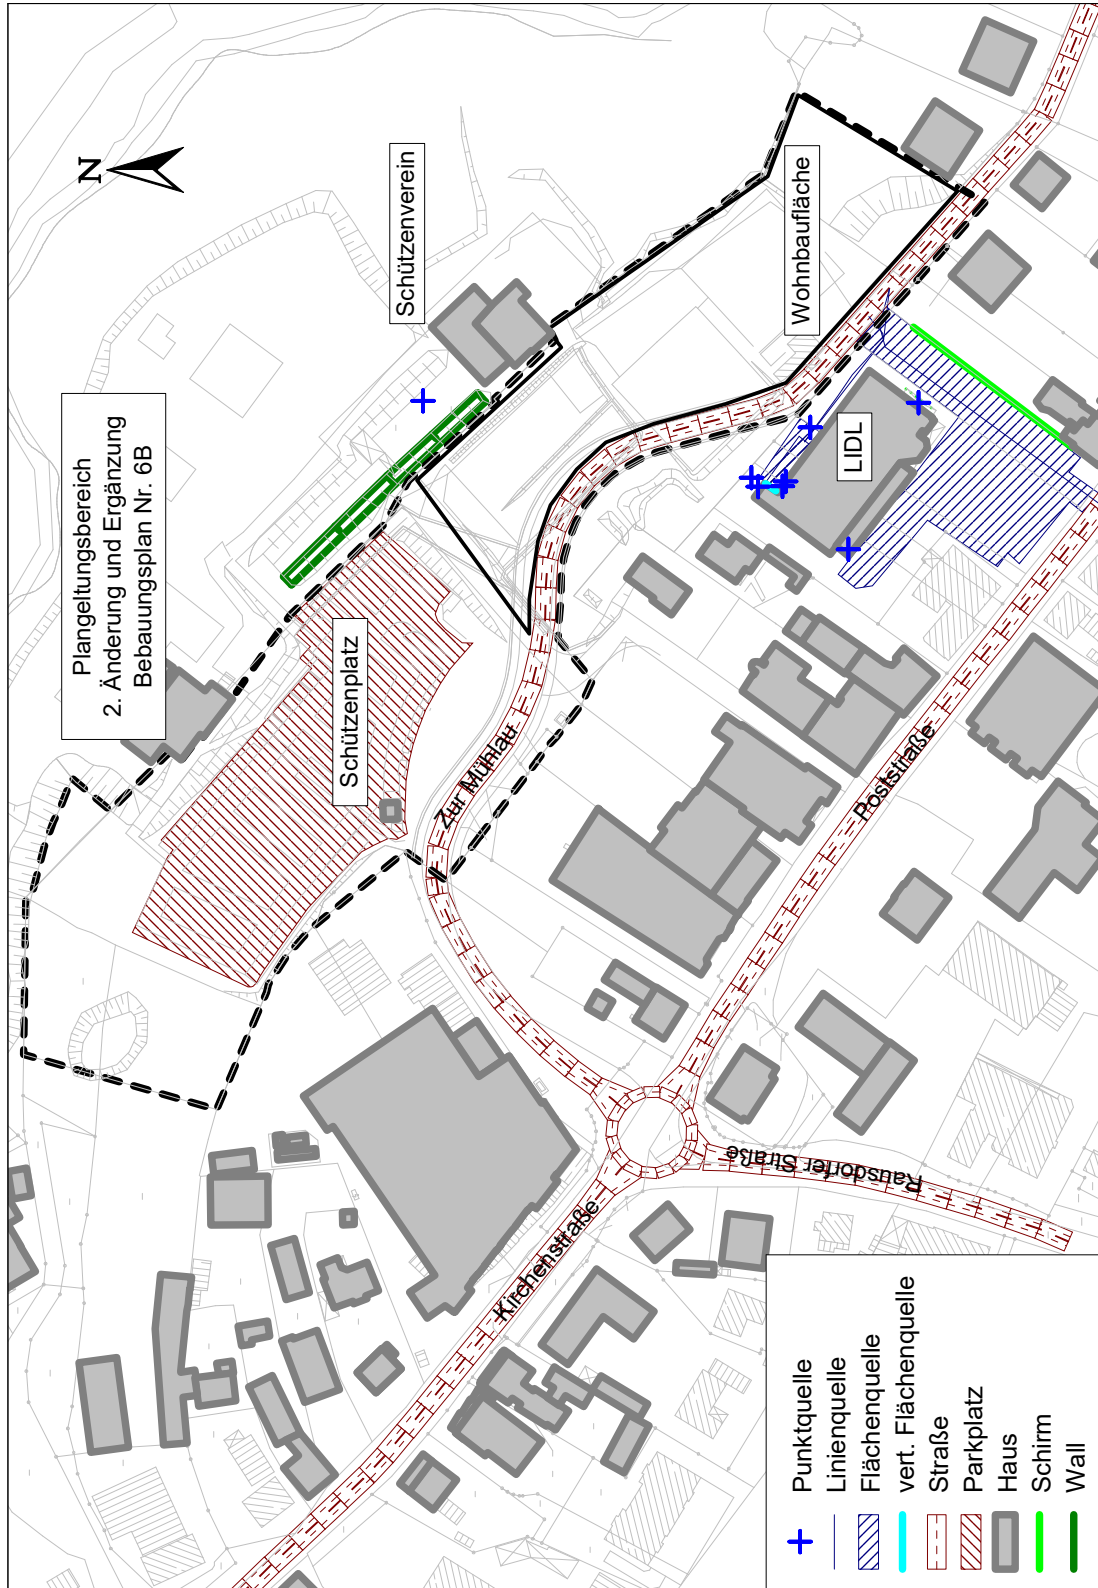 N
Plangeltungsbereich
2. Änderung und Ergänzung
Bebauungsplan Nr. 6B
Schützenverein
Schützenplatz
Wohnbaufläche
Zur Mühlau
LIDL
Poststraße
Rausdorfer Straße
Kirchenstraße
Punktquelle
Linienquelle
Flächenquelle
vert. Flächenquelle
Straße
Parkplatz
Haus
Schirm
Wall